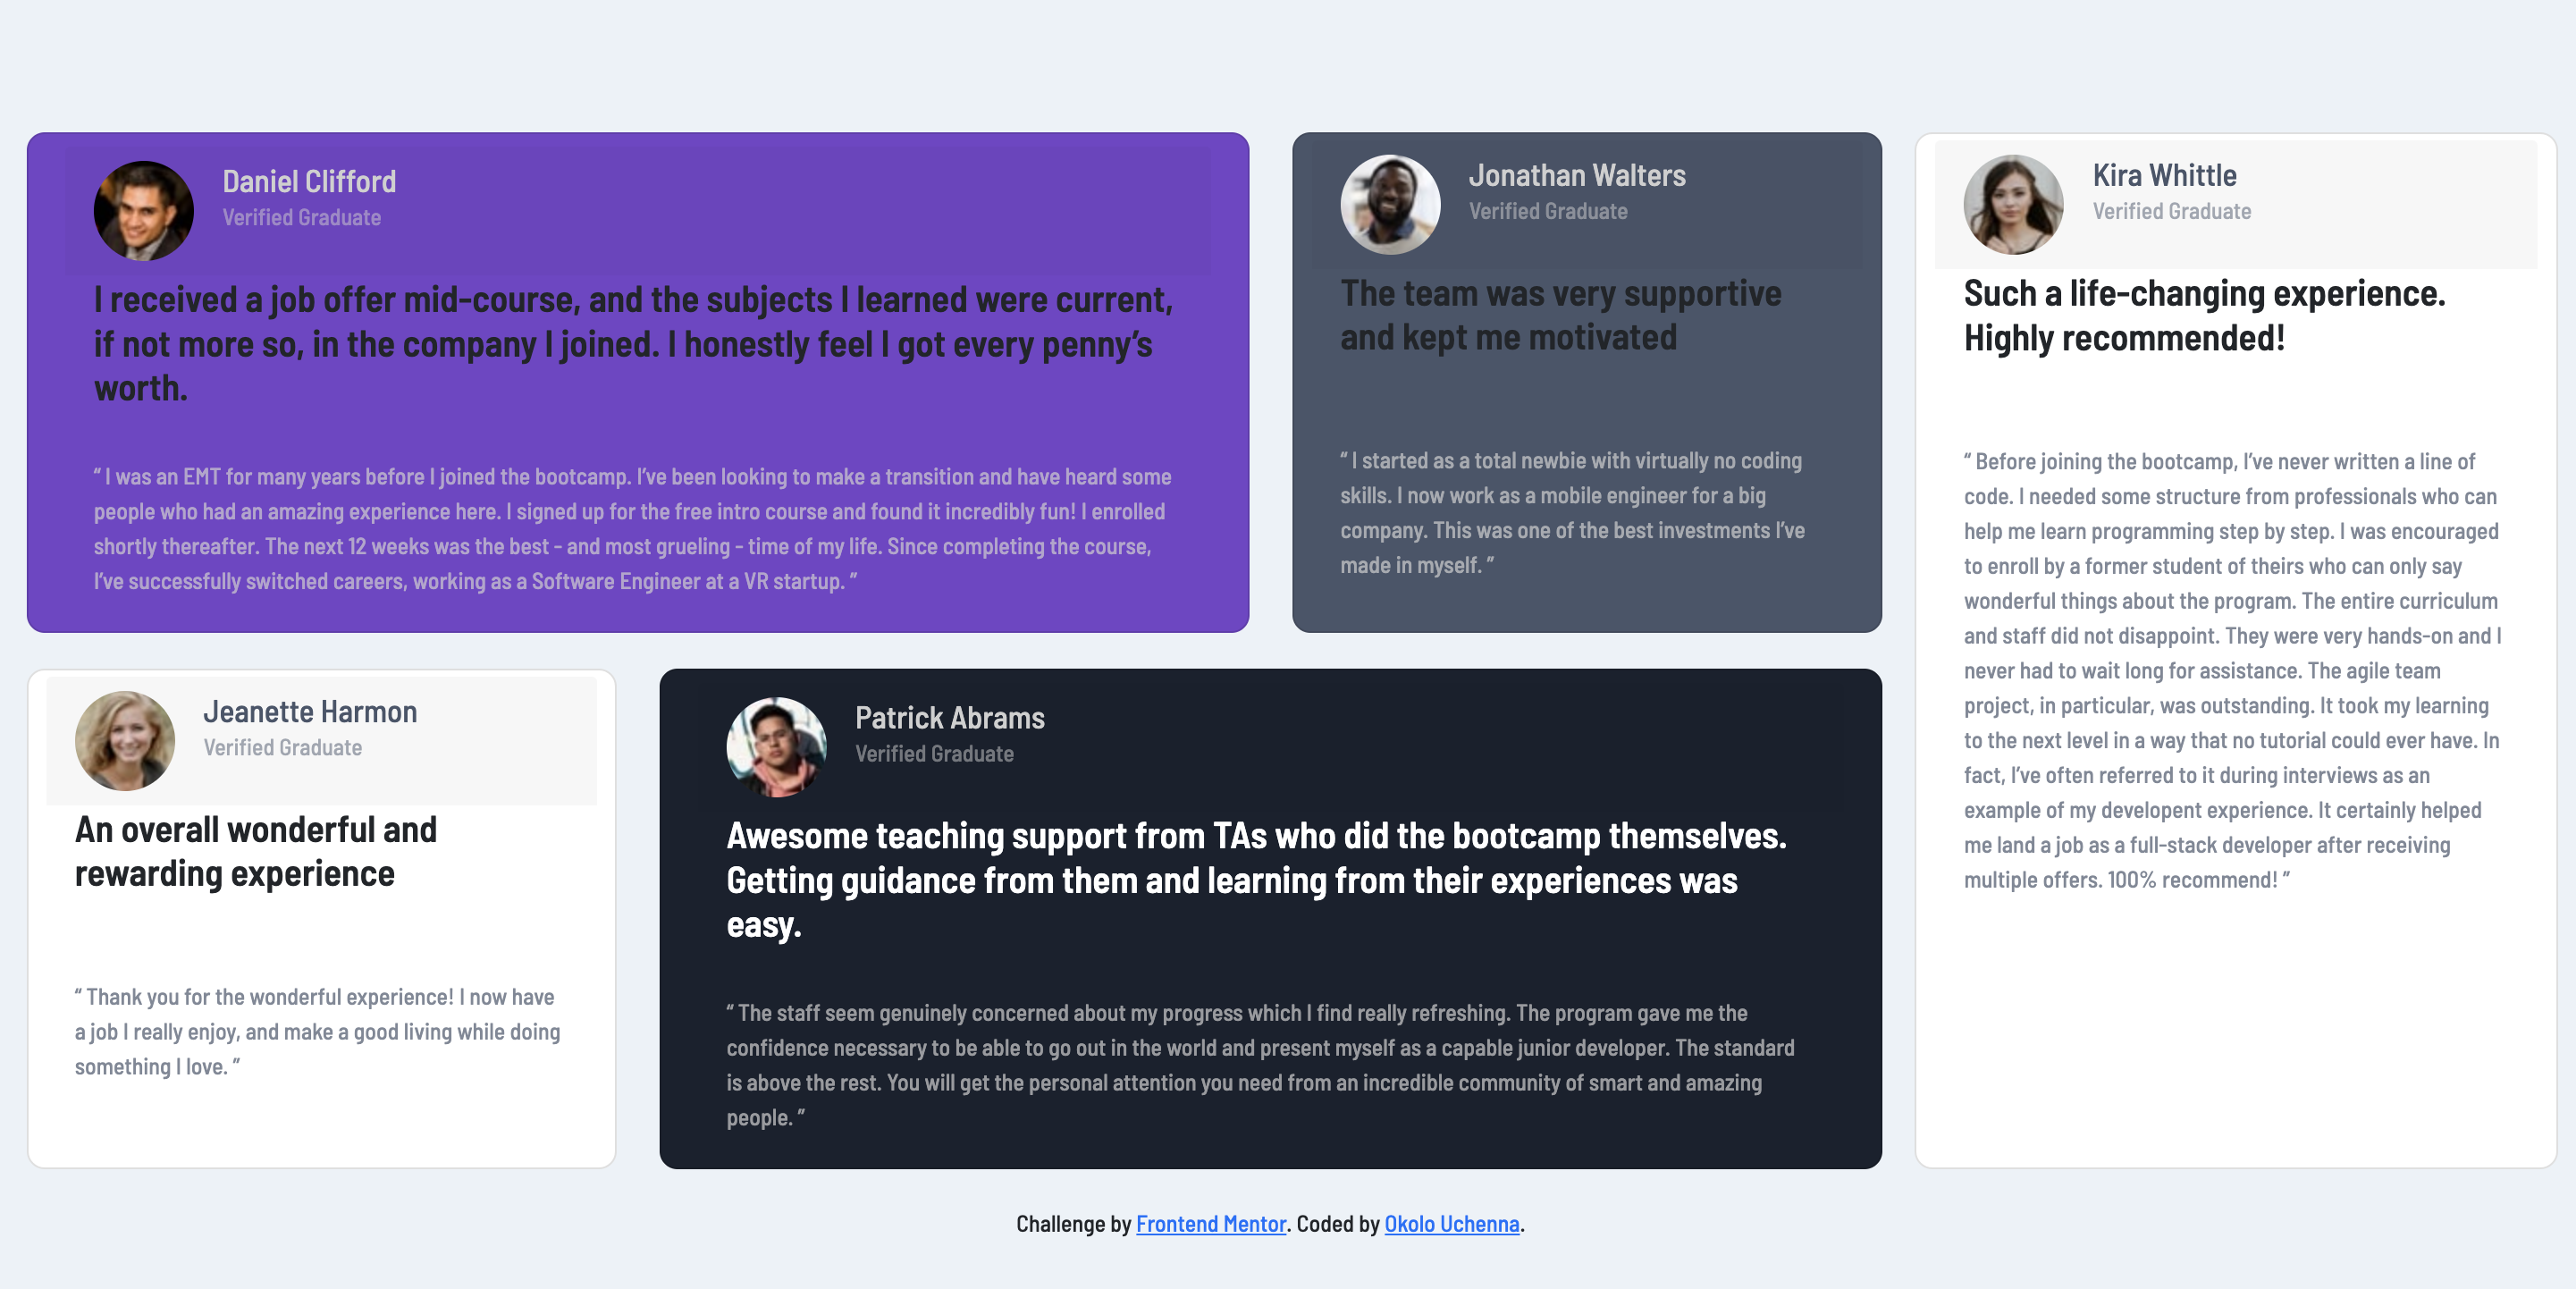 Daniel Clifford
Verified Graduate
I received a job offer mid-course, and the subjects I learned were current,
if not more so, in the company I joined. I honestly feel I got every penny’s
worth.
“ I was an EMT for many years before I joined the bootcamp. I’ve been looking to make a transition and have heard some
people who had an amazing experience here. I signed up for the free intro course and found it incredibly fun! I enrolled
shortly thereafter. The next 12 weeks was the best - and most grueling - time of my life. Since completing the course,
I’ve successfully switched careers, working as a Software Engineer at a VR startup. ”
Jonathan Walters
Verified Graduate
The team was very supportive
and kept me motivated
“ I started as a total newbie with virtually no coding
skills. I now work as a mobile engineer for a big
company. This was one of the best investments I’ve
made in myself. ”
Kira Whittle
Verified Graduate
Such a life-changing experience.
Highly recommended!
“ Before joining the bootcamp, I’ve never written a line of
code. I needed some structure from professionals who can
help me learn programming step by step. I was encouraged
to enroll by a former student of theirs who can only say
wonderful things about the program. The entire curriculum
and staff did not disappoint. They were very hands-on and I
never had to wait long for assistance. The agile team
project, in particular, was outstanding. It took my learning
to the next level in a way that no tutorial could ever have. In
fact, I’ve often referred to it during interviews as an
example of my developent experience. It certainly helped
me land a job as a full-stack developer after receiving
multiple offers. 100% recommend! ”
Jeanette Harmon
Verified Graduate
An overall wonderful and
rewarding experience
“ Thank you for the wonderful experience! I now have
a job I really enjoy, and make a good living while doing
something I love. ”
Patrick Abrams
Verified Graduate
Awesome teaching support from TAs who did the bootcamp themselves.
Getting guidance from them and learning from their experiences was
easy.
“ The staff seem genuinely concerned about my progress which I find really refreshing. The program gave me the
confidence necessary to be able to go out in the world and present myself as a capable junior developer. The standard
is above the rest. You will get the personal attention you need from an incredible community of smart and amazing
people. ”
Challenge by Frontend Mentor. Coded by Okolo Uchenna.